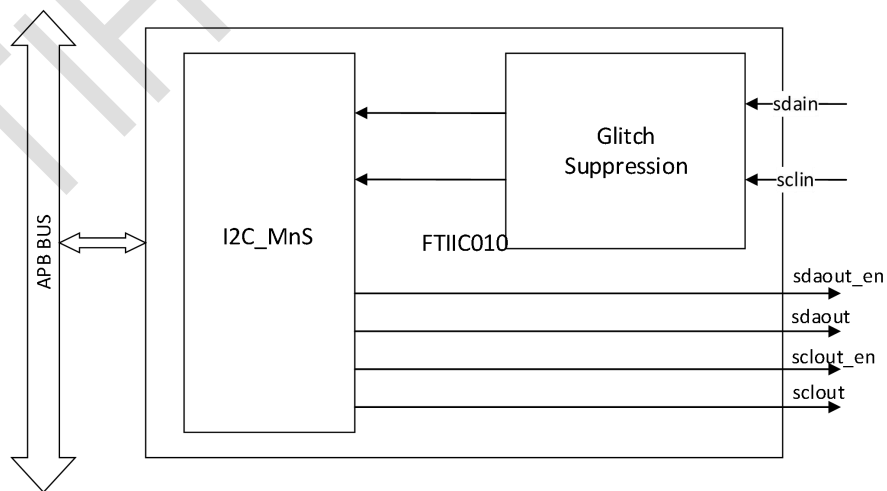 sdain
Glitch
Suppression
sclin
APB BUS
I2C_MnS
FTIIC010
sdaout_en
sdaout
sclout_en
sclout